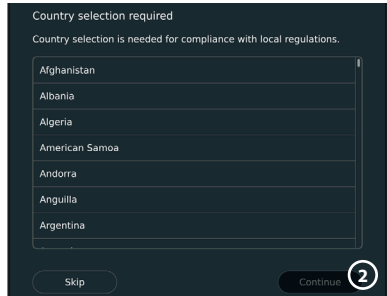 Country selection required
Country selection is needed for compliance with local regulations.
Afghanistan
Albania
Algeria
American Samoa
Andorra
Anguilla
Argentina
Skip
Continue
2